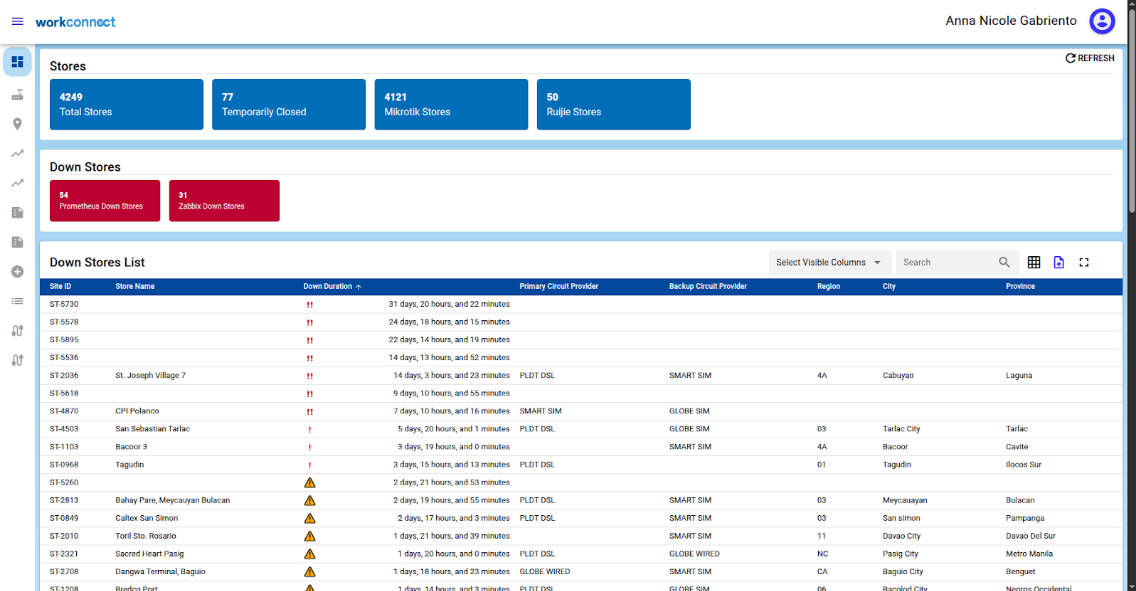 workconnect
Anna Nicole Gabriento
Stores
REFRESH
4249
Total Stores
77
Temporarily Closed
4121
Mikrotik Stores
50
Ruijie Stores
Down Stores
54
Prometheus Down Stores
31
Zabbix Down Stores
Down Stores List
Select Visible Columns
Search
Site ID Store Name Down Duration Primary Circuit Provider Backup Circuit Provider Region City Province
ST-5730 !! 31 days, 20 hours, and 22 minutes
ST-5578 !! 24 days, 18 hours, and 15 minutes
ST-5895 !! 22 days, 14 hours, and 19 minutes
ST-5536 !! 14 days, 13 hours, and 52 minutes
ST-2036 St. Joseph Village 7 !! 14 days, 3 hours, and 23 minutes PLDT DSL SMART SIM 4A Cabuyao Laguna
ST-5618 !! 9 days, 10 hours, and 55 minutes
ST-4870 CPI Polanco !! 7 days, 10 hours, and 16 minutes SMART SIM GLOBE SIM
ST-4503 San Sebastian Tarlac ! 5 days, 20 hours, and 1 minutes PLDT DSL GLOBE SIM 03 Tarlac City Tarlac
ST-1103 Bacoor 3 ! 3 days, 19 hours, and 0 minutes SMART SIM 4A Bacoor Cavite
ST-0968 Tagudin ! 3 days, 15 hours, and 13 minutes PLDT DSL 01 Tagudin Ilocos Sur
ST-5260 2 days, 21 hours, and 53 minutes
ST-2813 Bahay Pare, Meycauyan Bulacan 2 days, 19 hours, and 55 minutes PLDT DSL SMART SIM 03 Meycauayan Bulacan
ST-0849 Caltex San Simon 2 days, 17 hours, and 3 minutes PLDT DSL SMART SIM 03 San simon Pampanga
ST-2010 Toril Sto. Rosario 1 days, 21 hours, and 39 minutes SMART SIM 11 Davao City Davao Del Sur
ST-2321 Sacred Heart Pasig 1 days, 20 hours, and 0 minutes PLDT DSL GLOBE WIRED NC Pasig City Metro Manila
ST-2708 Dangwa Terminal, Baguio 1 days, 18 hours, and 23 minutes GLOBE WIRED SMART SIM CA Baguio City Benguet
ST-1208 Bredco Port 1 days, 14 hours, and 3 minutes PLDT DSL GLOBE SIM 06 Bacolod City Negros Occidental